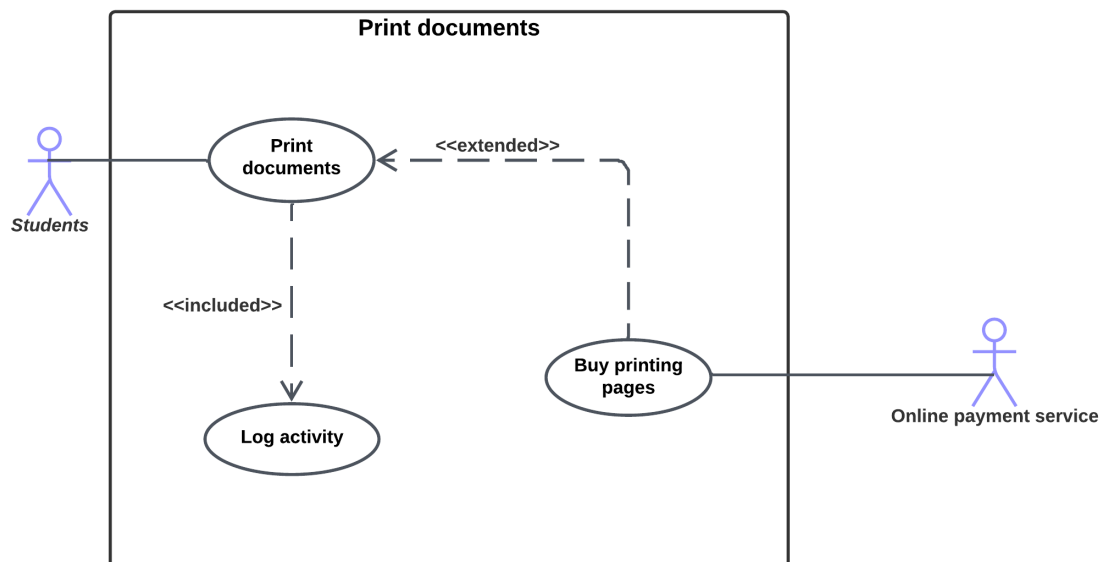 Print documents
Print
documents
<<extended>>
Students
<<included>>
Buy printing
pages
Online payment service
Log activity